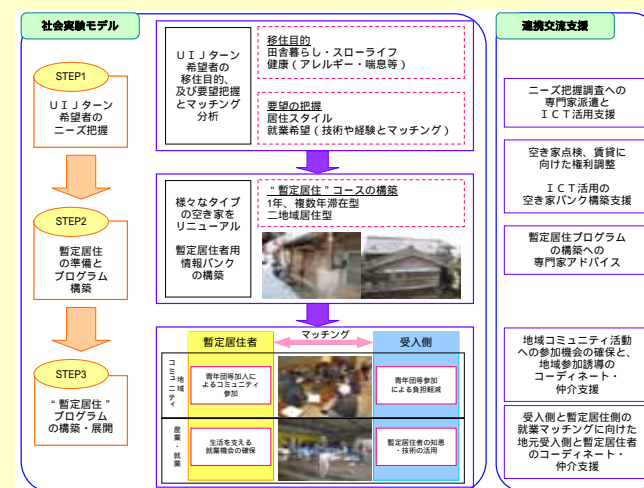 社会実験モデル
STEP1
UIJターン
希望者の
ニーズ把握
STEP2
暫定居住
の準備と
プログラム
構築
STEP3
“暫定居住”
プログラム
の構築・展開
UIJターン
希望者の
移住目的、
及び要望把握
とマッチング
分析
移住目的
田舎暮らし・スローライフ
健康（アレルギー・喘息等）
要望の把握
居住スタイル
就業希望（技術や経験とマッチング）
様々なタイプ
の空き家を
リニューアル
暫定居住者用
情報バンク
の構築
“暫定居住”コースの構築
1年、複数年滞在型
二地域居住型
暫定居住者
マッチング
受入側
地域
コミュニティ
青年団等加入に
よるコミュニティ
参加
青年団等参加
による負担軽減
産業・就業
生活を支える
就業機会の確保
暫定居住者の知恵
・技術の活用
連携交流支援
ニーズ把握調査への
専門家派遣と
ICT活用支援
空き家点検、賃貸に
向けた権利調整
ICT活用の
空き家バンク構築支援
暫定居住プログラム
の構築への
専門家アドバイス
地域コミュニティ活動
への参加機会の確保と、
地域参加誘導の
コーディネート・
仲介支援
受入側と暫定居住側の
就業マッチングに向けた
地元受入側と暫定居住者
のコーディネート・
仲介支援